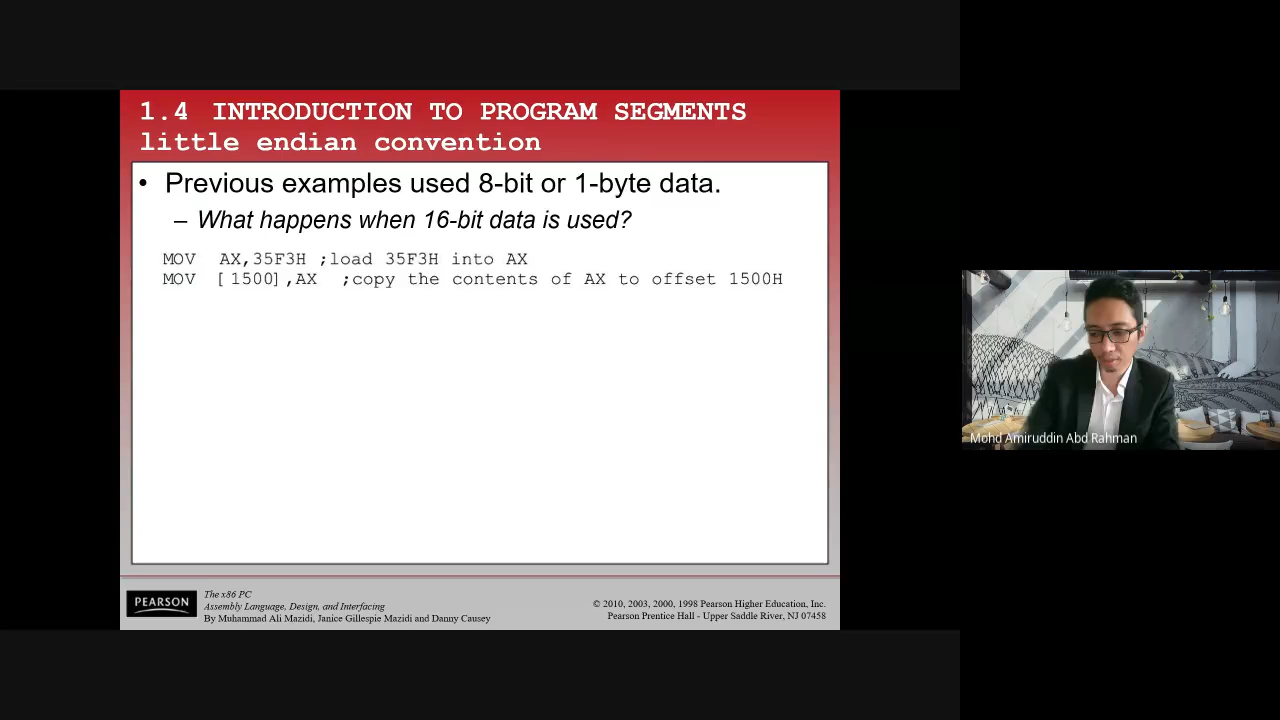 1.4 INTRODUCTION TO PROGRAM SEGMENTS
little endian convention
• Previous examples used 8-bit or 1-byte data.
– What happens when 16-bit data is used?
MOV AX,35F3H ;load 35F3H into AX
MOV [1500],AX ;copy the contents of AX to offset 1500H
Mohd Amiruddin Abd Rahman
PEARSON
The x86 PC
Assembly Language, Design, and Interfacing
By Muhammad Ali Mazidi, Janice Gillespie Mazidi and Danny Causey
© 2010, 2003, 2000, 1998 Pearson Higher Education, Inc.
Pearson Prentice Hall - Upper Saddle River, NJ 07458